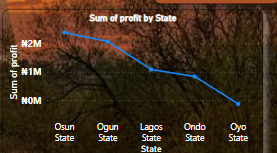 Sum of profit by State
Sum of profit
₦2M
₦1M
₦0M
Osun State
Ogun State
Lagos State
Ondo State
Oyo State
State